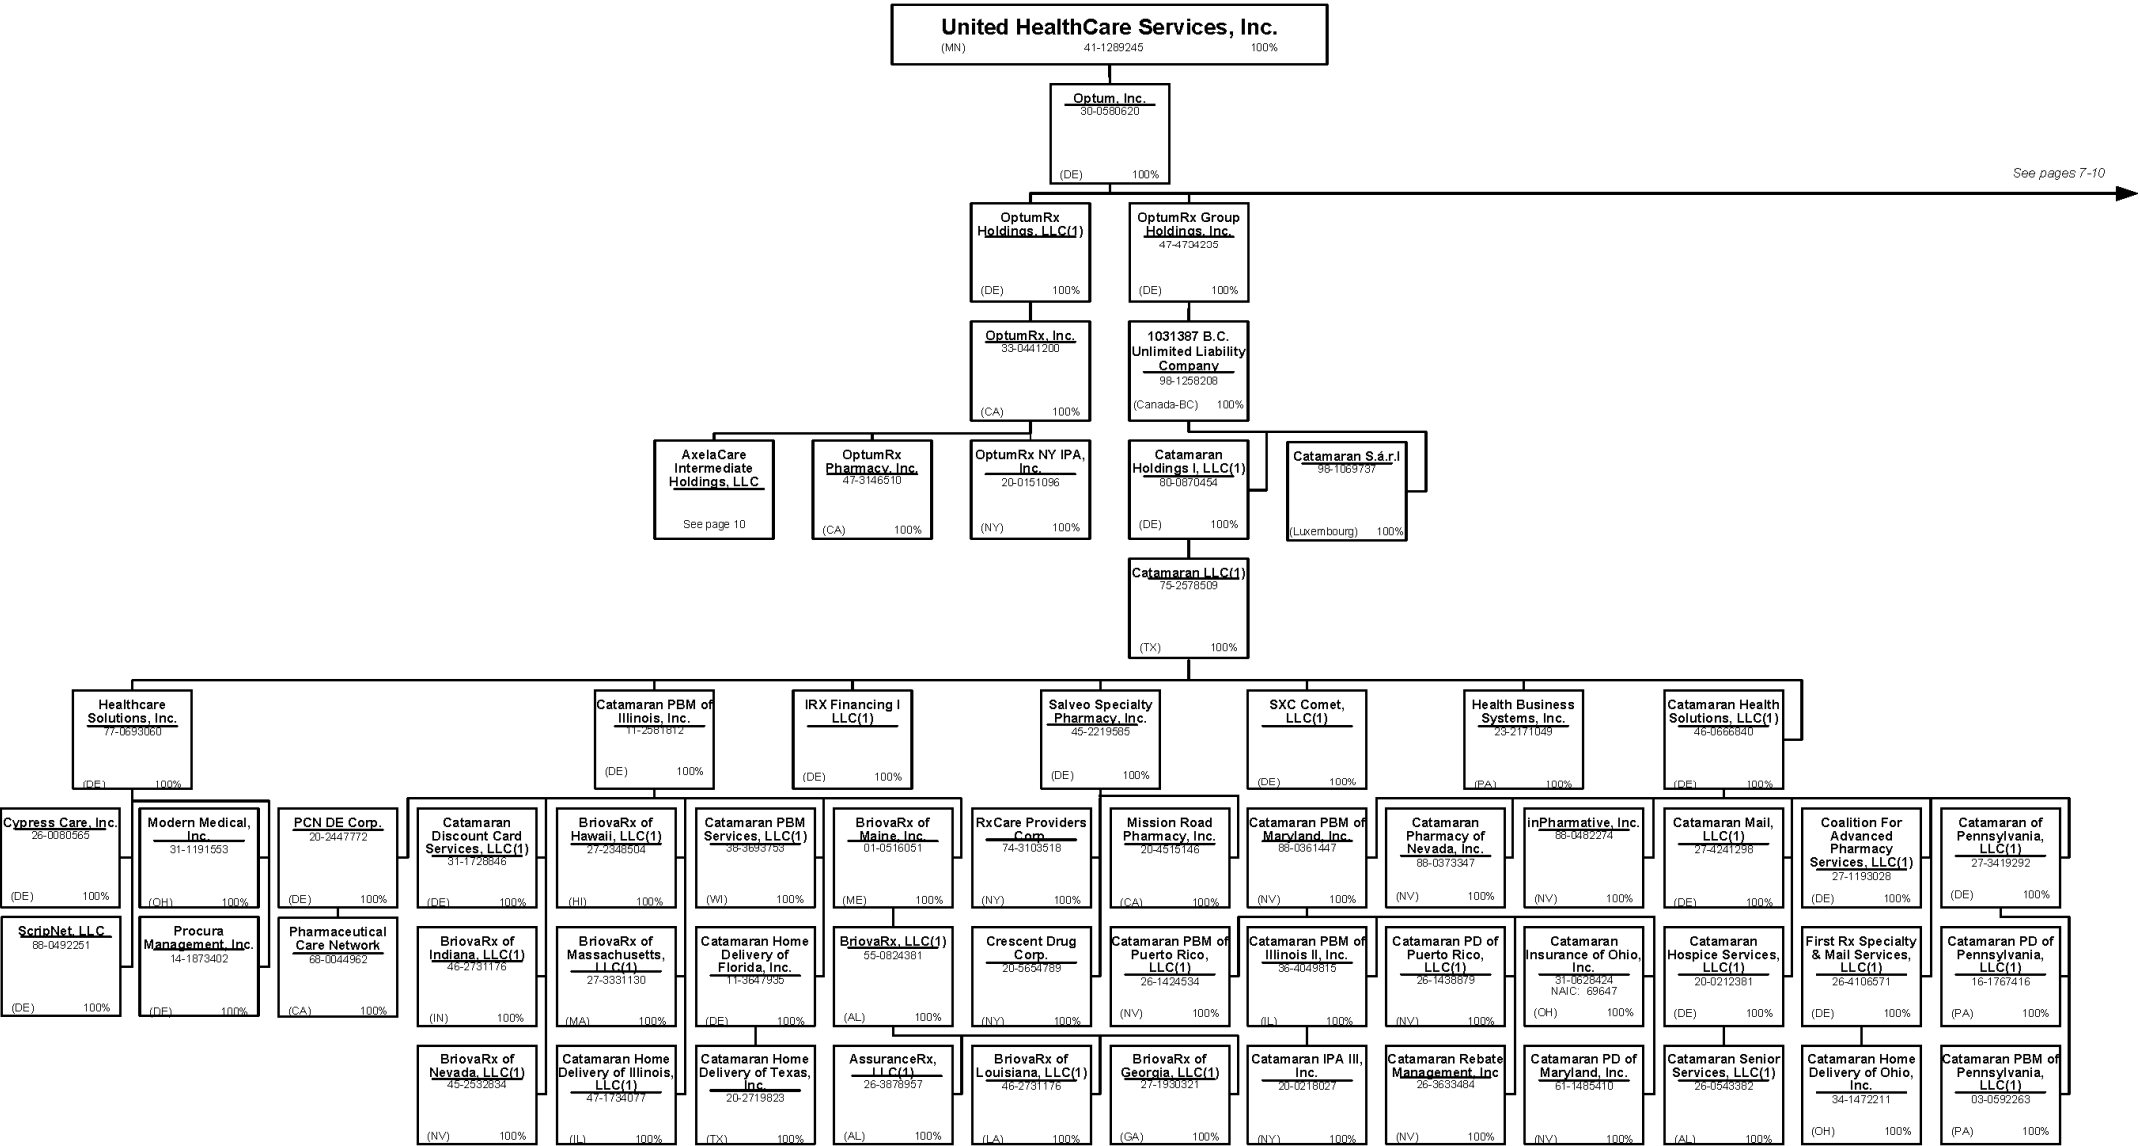 United HealthCare Services, Inc.
(MN) 41-1289245 100%
Optum, Inc.
30-0580620
(DE) 100%
See pages 7-10
OptumRx
Holdings, LLC(1)
(DE) 100%
OptumRx Group
Holdings, Inc.
47-4734235
(DE) 100%
OptumRx, Inc.
33-0441200
(CA) 100%
1031387 B.C.
Unlimited Liability
Company
98-1258208
(Canada-BC) 100%
AxelaCare
Intermediate
Holdings, LLC
See page 10
OptumRx
Pharmacy, Inc.
47-3146510
(CA) 100%
OptumRx NY IPA,
Inc.
20-0151096
(NY) 100%
Catamaran
Holdings I, LLC(1)
80-0870454
(DE) 100%
Catamaran S.á.r.l
98-1069737
(Luxembourg) 100%
Catamaran LLC(1)
75-2578509
(TX) 100%
Healthcare
Solutions, Inc.
77-0693060
(DE) 100%
Catamaran PBM of
Illinois, Inc.
11-2581812
(DE) 100%
IRX Financing I
LLC(1)
(DE) 100%
Salveo Specialty
Pharmacy, Inc.
45-2219585
(DE) 100%
SXC Comet,
LLC(1)
(DE) 100%
Health Business
Systems, Inc.
23-2171049
(PA) 100%
Catamaran Health
Solutions, LLC(1)
46-0666840
(DE) 100%
Cypress Care, Inc.
26-0080565
(DE) 100%
Modern Medical,
Inc.
31-1191553
(OH) 100%
PCN DE Corp.
20-2447772
(DE) 100%
Catamaran
Discount Card
Services, LLC(1)
31-1728846
(DE) 100%
BriovaRx of
Hawaii, LLC(1)
27-2348504
(HI) 100%
Catamaran PBM
Services, LLC(1)
38-3693753
(WI) 100%
BriovaRx of
Maine, Inc.
01-0516051
(ME) 100%
RxCare Providers
Corp.
74-3103518
(NY) 100%
Mission Road
Pharmacy, Inc.
20-4515146
(CA) 100%
Catamaran PBM of
Maryland, Inc.
88-0361447
(NV) 100%
Catamaran
Pharmacy of
Nevada, Inc.
88-0373347
(NV) 100%
inPharmative, Inc.
88-0482274
(NV) 100%
Catamaran Mail,
LLC(1)
27-4241298
(DE) 100%
Coalition For
Advanced
Pharmacy
Services, LLC(1)
27-1193028
(DE) 100%
Catamaran of
Pennsylvania,
LLC(1)
27-3419292
(DE) 100%
ScripNet, LLC
88-0492251
(DE) 100%
Procura
Management, Inc.
14-1873402
(DE) 100%
Pharmaceutical
Care Network
68-0044962
(CA) 100%
BriovaRx of
Indiana, LLC(1)
46-2731176
(IN) 100%
BriovaRx of
Massachusetts,
LLC(1)
27-3331130
(MA) 100%
Catamaran Home
Delivery of
Florida, Inc.
11-3647935
(DE) 100%
BriovaRx, LLC(1)
55-0824381
(AL) 100%
Crescent Drug
Corp.
20-5654789
(NY) 100%
Catamaran PBM of
Puerto Rico,
LLC(1)
26-1424534
(NV) 100%
Catamaran PBM of
Illinois II, Inc.
36-4049815
(IL) 100%
Catamaran PD of
Puerto Rico,
LLC(1)
26-1438879
(NV) 100%
Catamaran
Insurance of Ohio,
Inc.
31-0628424
NAIC: 69647
(OH) 100%
Catamaran
Hospice Services,
LLC(1)
20-0212381
(DE) 100%
First Rx Specialty
& Mail Services,
LLC(1)
26-4106571
(DE) 100%
Catamaran PD of
Pennsylvania,
LLC(1)
16-1767416
(PA) 100%
BriovaRx of
Nevada, LLC(1)
45-2532834
(NV) 100%
Catamaran Home
Delivery of Illinois,
LLC(1)
47-1734077
(IL) 100%
Catamaran Home
Delivery of Texas,
Inc.
20-2719823
(TX) 100%
AssuranceRx,
LLC(1)
26-3878957
(AL) 100%
BriovaRx of
Louisiana, LLC(1)
46-2731176
(LA) 100%
BriovaRx of
Georgia, LLC(1)
27-1930321
(GA) 100%
Catamaran IPA III,
Inc.
20-0218027
(NY) 100%
Catamaran Rebate
Management, Inc
26-3633484
(NV) 100%
Catamaran PD of
Maryland, Inc.
61-1485410
(NV) 100%
Catamaran Senior
Services, LLC(1)
26-0543382
(AL) 100%
Catamaran Home
Delivery of Ohio,
Inc.
34-1472211
(OH) 100%
Catamaran PBM of
Pennsylvania,
LLC(1)
03-0592263
(PA) 100%